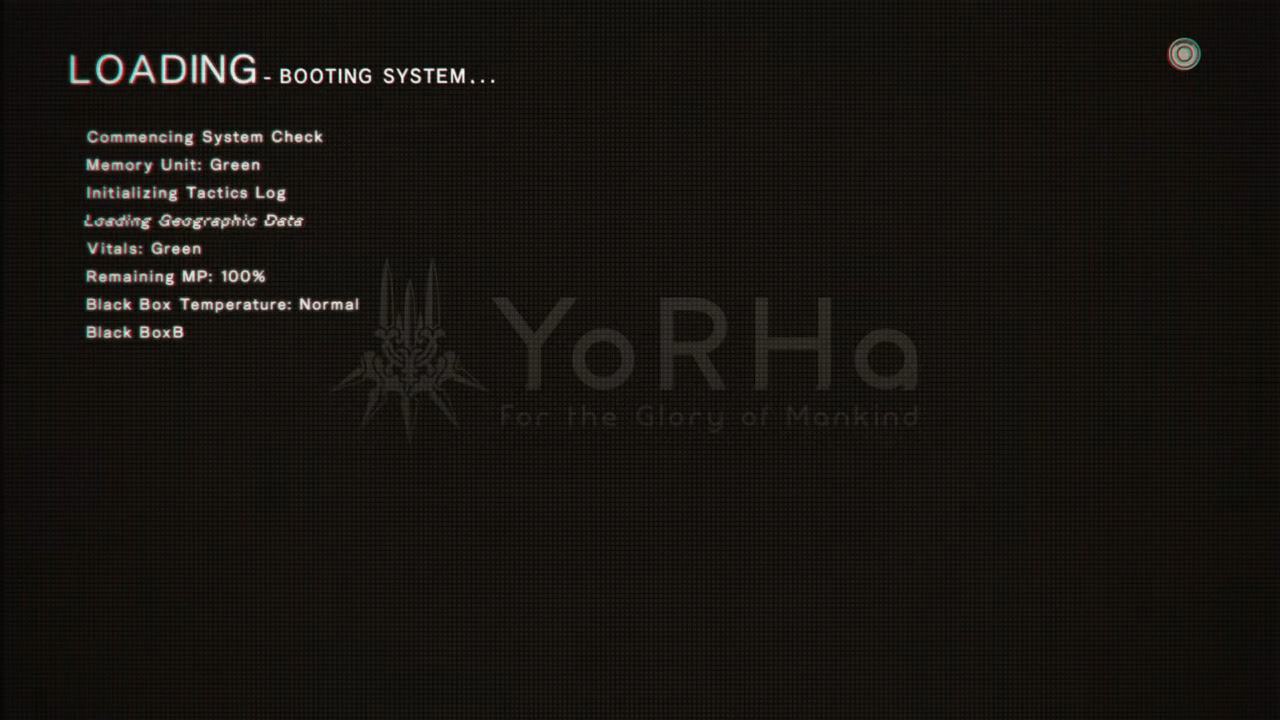 LOADING - BOOTING SYSTEM...
Commencing System Check
Memory Unit: Green
Initializing Tactics Log
Loading Geographic Data
Vitals: Green
Remaining MP: 100%
Black Box Temperature: Normal
Black BoxB
YoRHa
For the Glory of Mankind